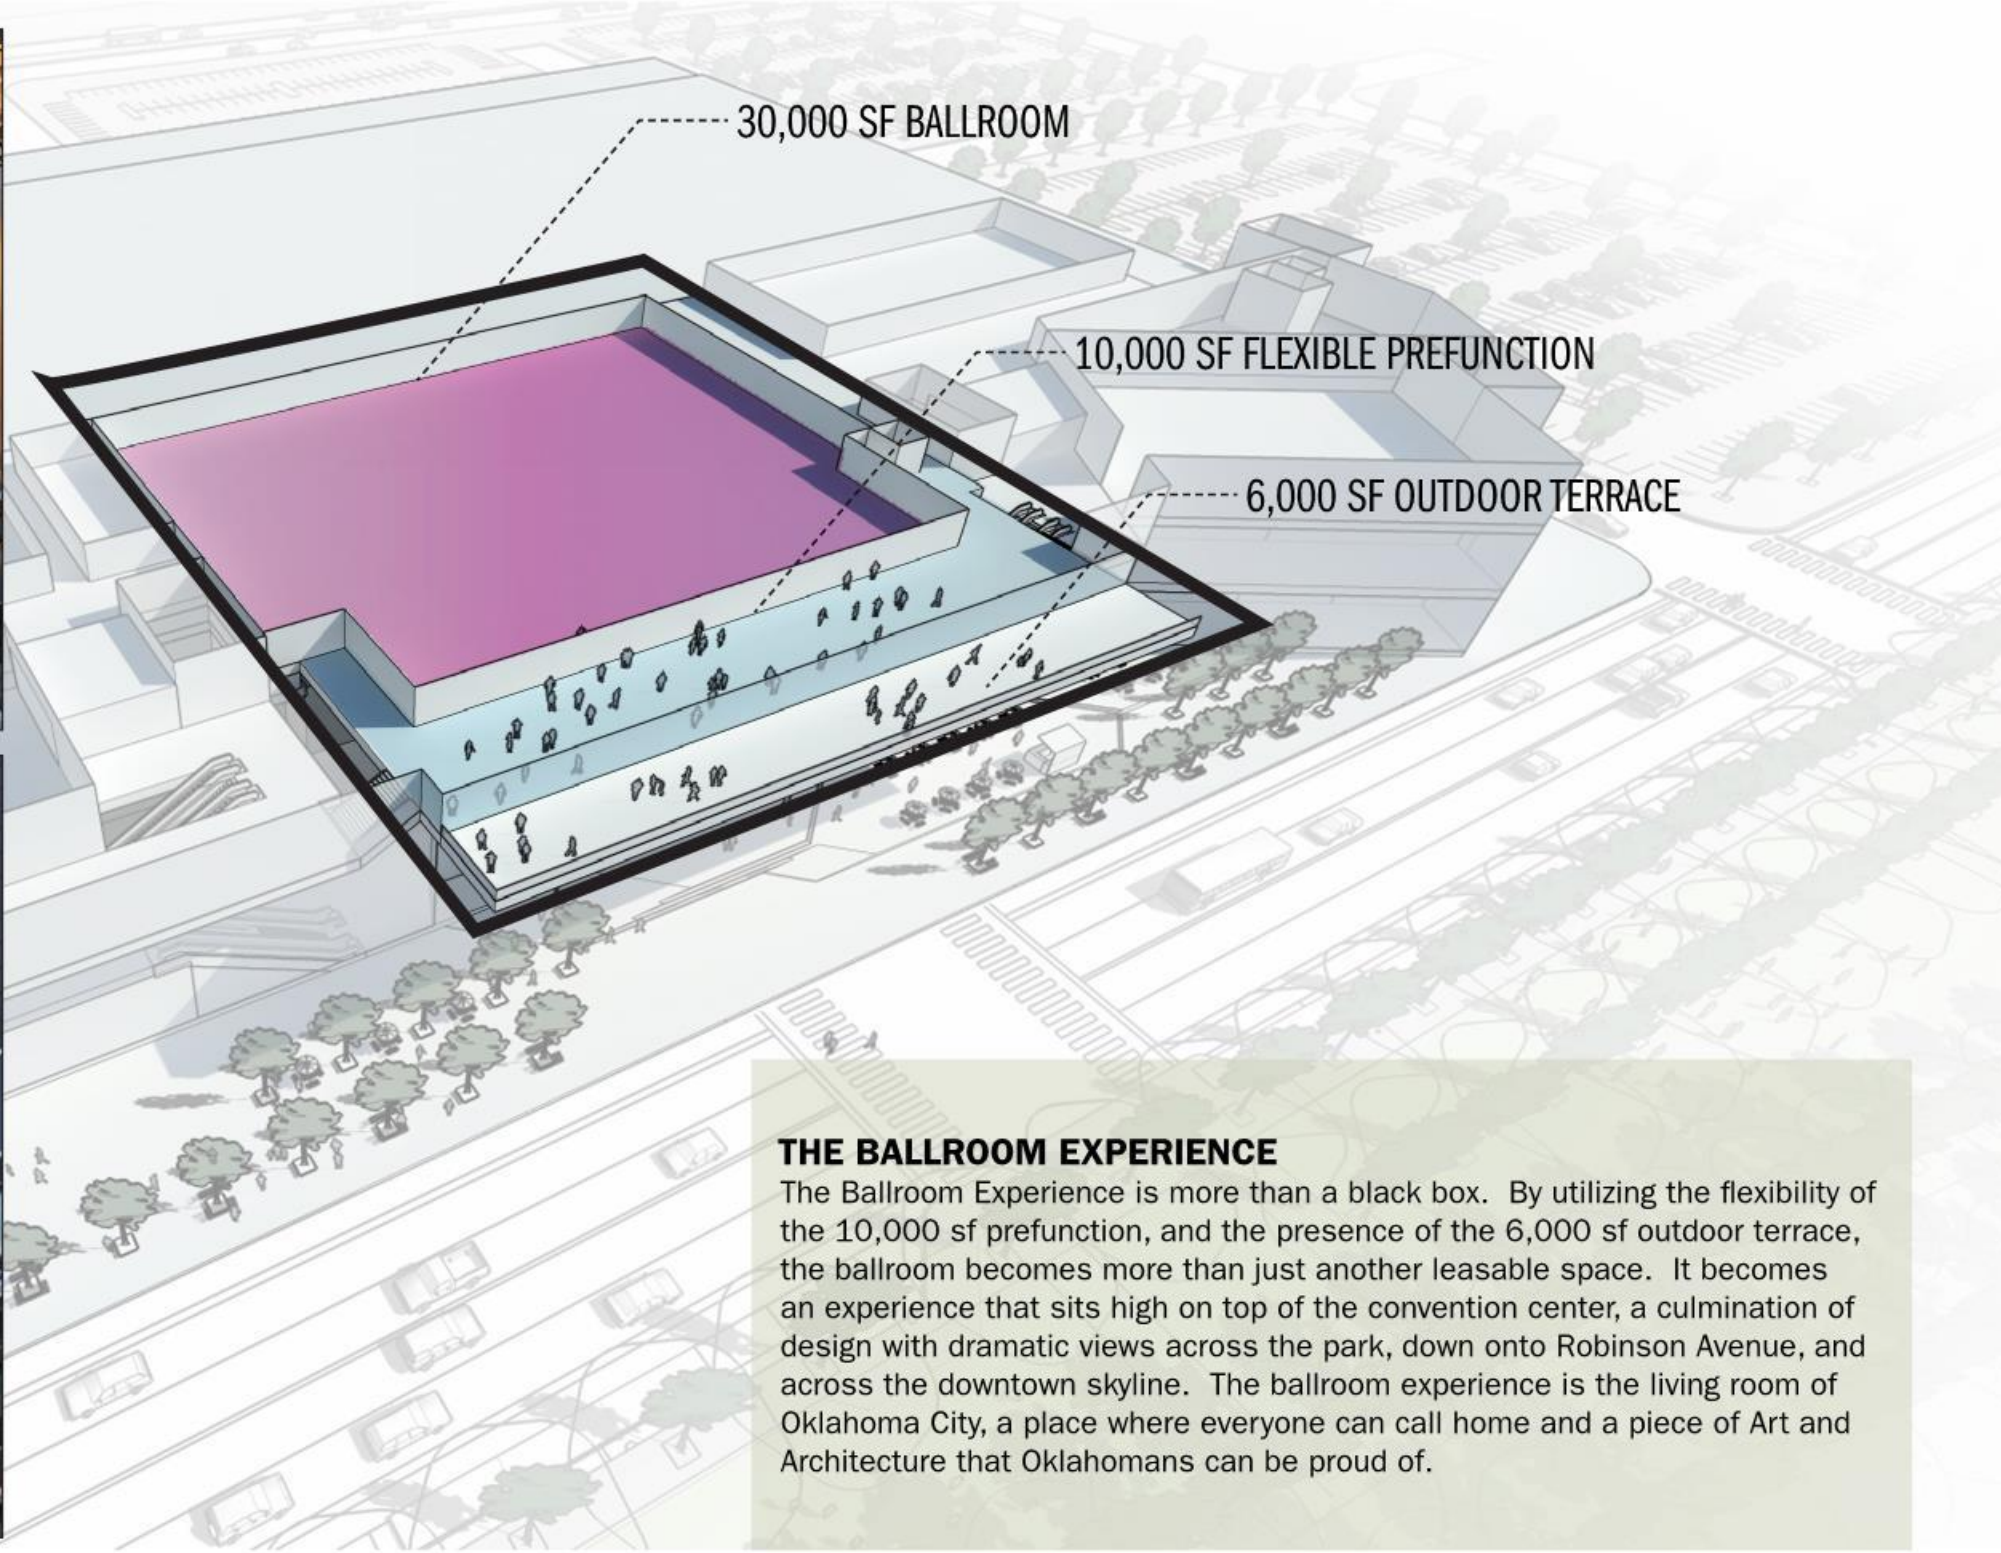 30,000 SF BALLROOM
10,000 SF FLEXIBLE PREFUNCTION
6,000 SF OUTDOOR TERRACE
THE BALLROOM EXPERIENCE
The Ballroom Experience is more than a black box.  By utilizing the flexibility of
the 10,000 sf prefunction, and the presence of the 6,000 sf outdoor terrace,
the ballroom becomes more than just another leasable space.  It becomes
an experience that sits high on top of the convention center, a culmination of
design with dramatic views across the park, down onto Robinson Avenue, and
across the downtown skyline.  The ballroom experience is the living room of
Oklahoma City, a place where everyone can call home and a piece of Art and
Architecture that Oklahomans can be proud of.